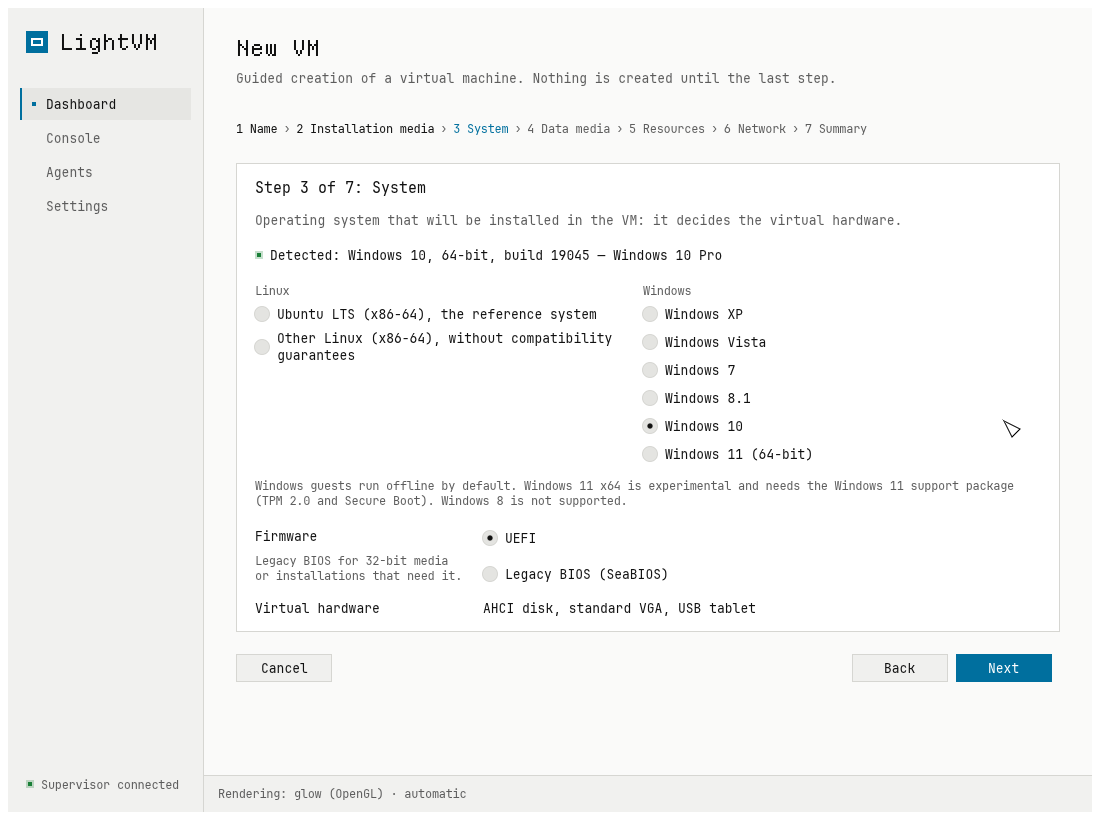 LightVM
Dashboard
Console
Agents
Settings
Supervisor connected
New VM
Guided creation of a virtual machine. Nothing is created until the last step.
1 Name › 2 Installation media › 3 System › 4 Data media › 5 Resources › 6 Network › 7 Summary
Step 3 of 7: System
Operating system that will be installed in the VM: it decides the virtual hardware.
Detected: Windows 10, 64-bit, build 19045 — Windows 10 Pro
Linux
Ubuntu LTS (x86-64), the reference system
Other Linux (x86-64), without compatibility
guarantees
Windows
Windows XP
Windows Vista
Windows 7
Windows 8.1
Windows 10
Windows 11 (64-bit)
Windows guests run offline by default. Windows 11 x64 is experimental and needs the Windows 11 support package
(TPM 2.0 and Secure Boot). Windows 8 is not supported.
Firmware
Legacy BIOS for 32-bit media
or installations that need it.
UEFI
Legacy BIOS (SeaBIOS)
Virtual hardware
AHCI disk, standard VGA, USB tablet
Cancel
Back
Next
Rendering: glow (OpenGL) · automatic